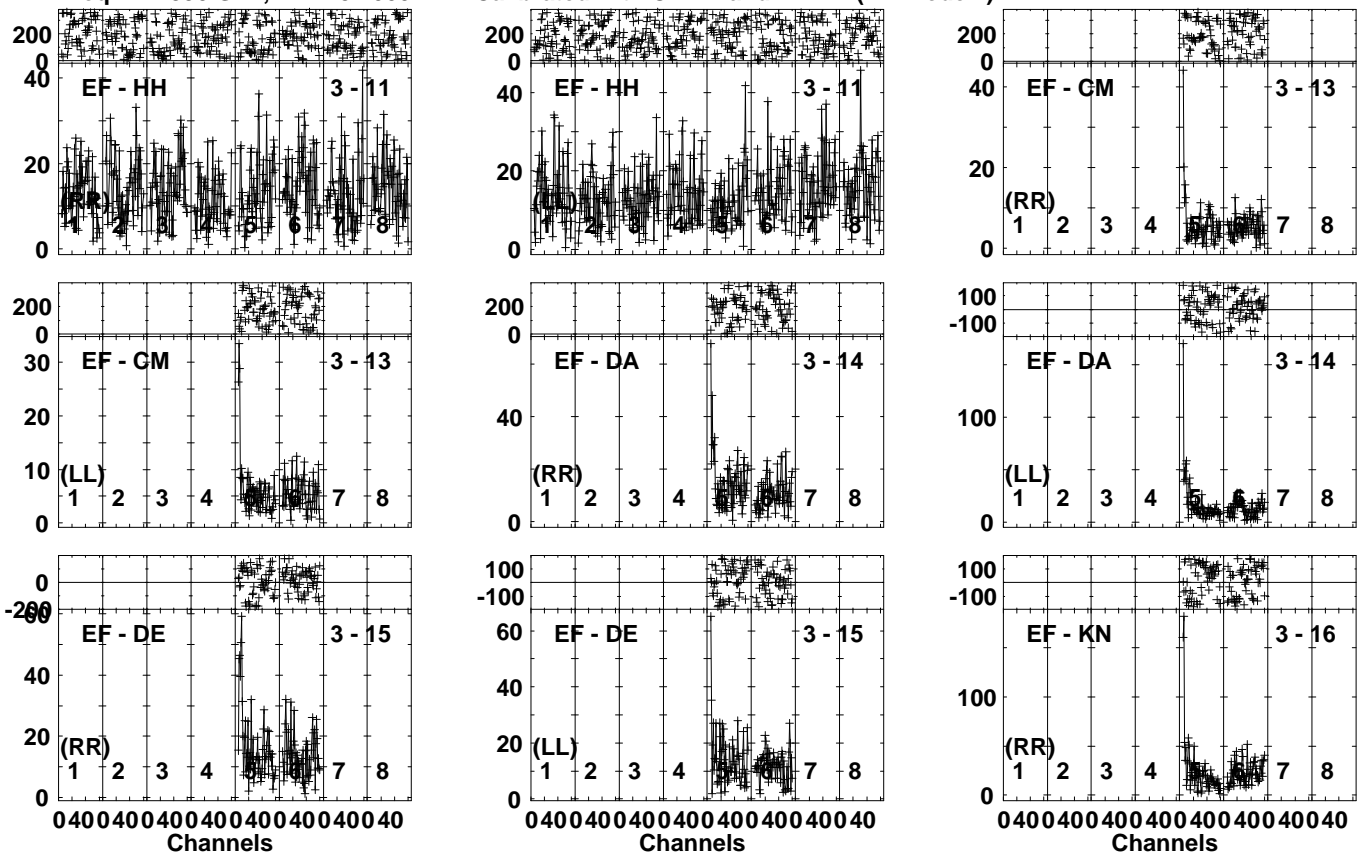 200 200 200
0 0 0
40 EF - HH 3 - 11 40 EF - HH 3 - 11 40 EF - CM 3 - 13
20 20 20
(RR) (LL) (RR)
1 2 3 4 5 6 7 8 1 2 3 4 5 6 7 8 1 2 3 4 5 6 7 8
0 0 0
200 200 100
0 0 -100
30 EF - CM 3 - 13 EF - DA 3 - 14 EF - DA 3 - 14
20 40 100
10
(LL) (RR) (LL)
1 2 3 4 5 6 7 8 1 2 3 4 5 6 7 8 1 2 3 4 5 6 7 8
0 0 0
0 100 100
-200 -100 -100
60 EF - DE 3 - 15 60 EF - DE 3 - 15 EF - KN 3 - 16
40 40 100
20 20
(RR) (LL) (RR)
1 2 3 4 5 6 7 8 1 2 3 4 5 6 7 8 1 2 3 4 5 6 7 8
0 0 0
0 40 0 40 0 40 0 40 0 40 0 40 0 40 0 40 0 40 0 40 0 40 0 40 0 40 0 40 0 40 0 40 0 40 0 40 0 40 0 40 0 40 0 40 0 40 0 40
Channels Channels Channels